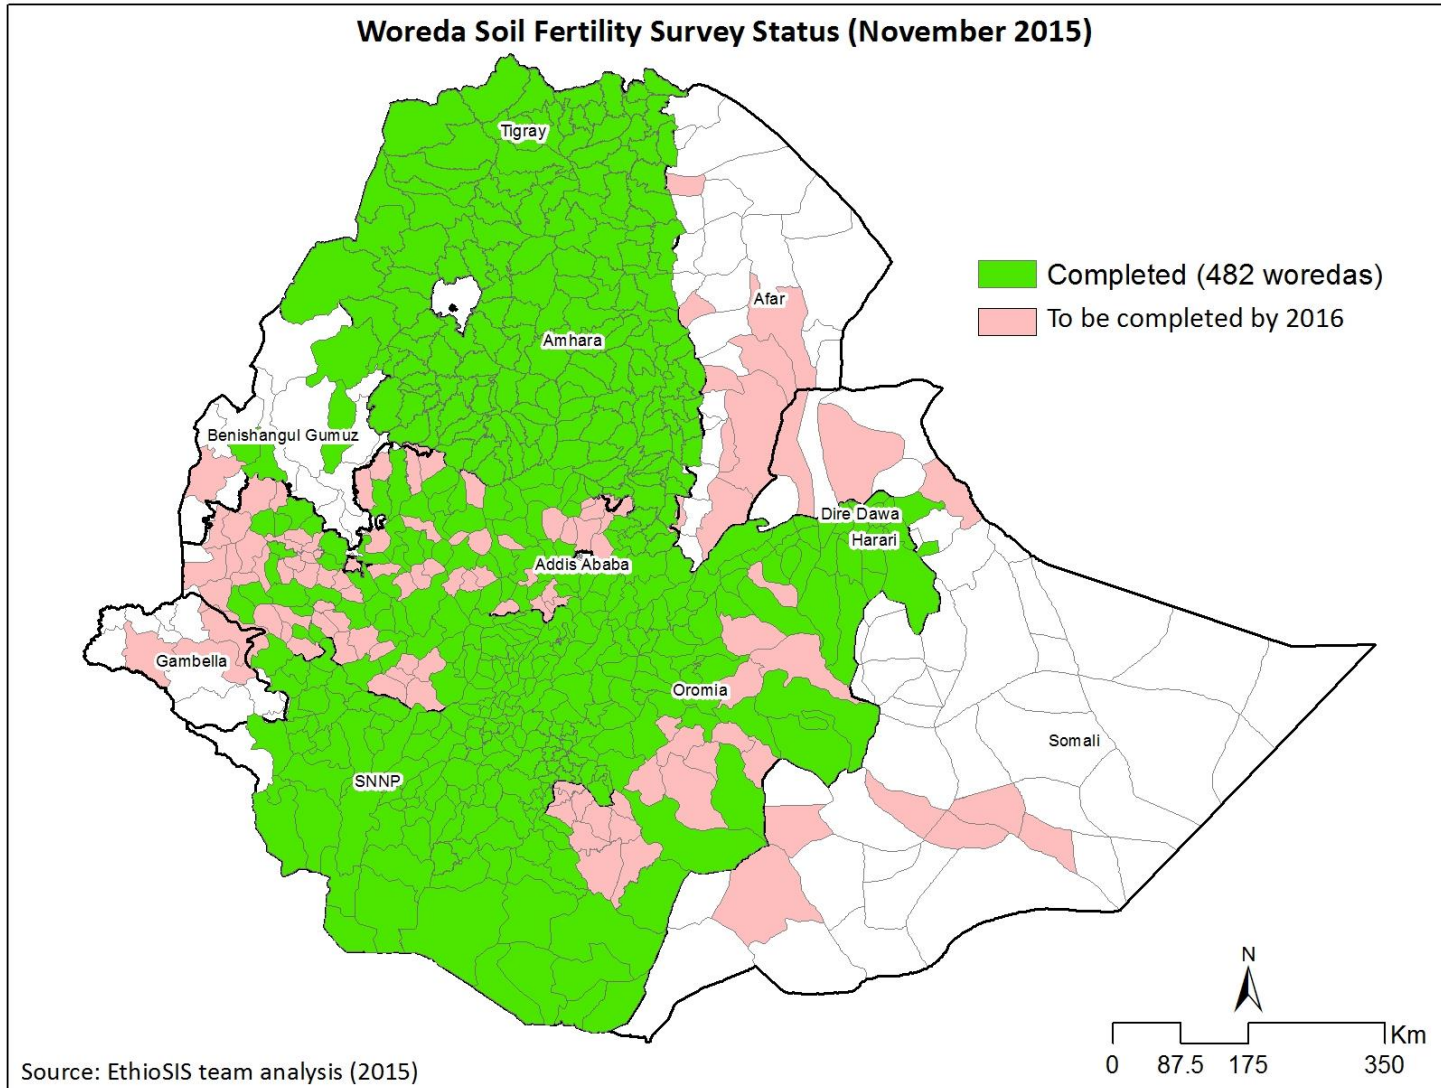 Woreda Soil Fertility Survey Status (November 2015)
Tigray
Completed (482 woredas)
Afar
To be completed by 2016
Amhara
Benishangul Gumuz
Dire Dawa
Harari
Addis Ababa
Gambella
Oromia
Somali
SNNP
N
Km
0 87.5 175 350
Source: EthioSIS team analysis (2015)